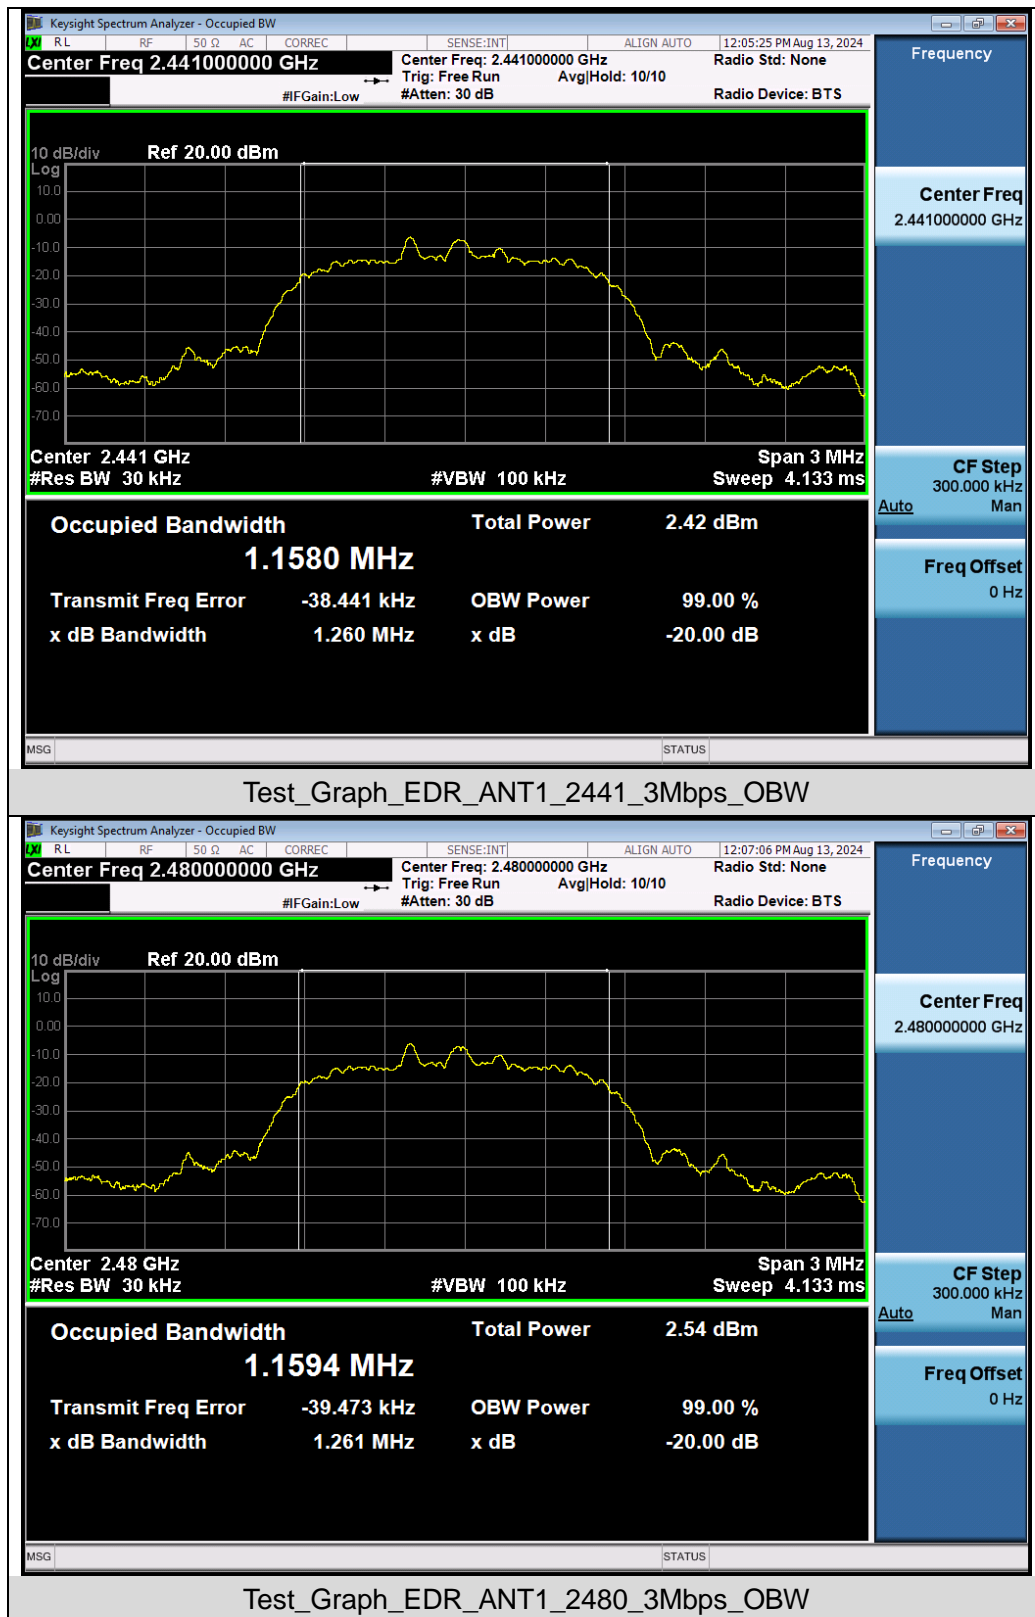 Keysight Spectrum Analyzer - Occupied BW
LXI RL RF 50 Ω AC CORREC SENSE:INT ALIGN AUTO 12:05:25 PM Aug 13, 2024
Center Freq 2.441000000 GHz Center Freq: 2.441000000 GHz Radio Std: None
Trig: Free Run Avg|Hold: 10/10
#IFGain:Low #Atten: 30 dB Radio Device: BTS
Frequency
10 dB/div Ref 20.00 dBm
Log
10.0
0.00
-10.0
-20.0
-30.0
-40.0
-50.0
-60.0
-70.0
Center 2.441 GHz Span 3 MHz
#Res BW 30 kHz #VBW 100 kHz Sweep 4.133 ms
Center Freq
2.441000000 GHz
CF Step
300.000 kHz
Auto Man
Freq Offset
0 Hz
Occupied Bandwidth Total Power 2.42 dBm
1.1580 MHz
Transmit Freq Error -38.441 kHz OBW Power 99.00 %
x dB Bandwidth 1.260 MHz x dB -20.00 dB
MSG STATUS
Test_Graph_EDR_ANT1_2441_3Mbps_OBW
Keysight Spectrum Analyzer - Occupied BW
LXI RL RF 50 Ω AC CORREC SENSE:INT ALIGN AUTO 12:07:06 PM Aug 13, 2024
Center Freq 2.480000000 GHz Center Freq: 2.480000000 GHz Radio Std: None
Trig: Free Run Avg|Hold: 10/10
#IFGain:Low #Atten: 30 dB Radio Device: BTS
Frequency
10 dB/div Ref 20.00 dBm
Log
10.0
0.00
-10.0
-20.0
-30.0
-40.0
-50.0
-60.0
-70.0
Center 2.48 GHz Span 3 MHz
#Res BW 30 kHz #VBW 100 kHz Sweep 4.133 ms
Center Freq
2.480000000 GHz
CF Step
300.000 kHz
Auto Man
Freq Offset
0 Hz
Occupied Bandwidth Total Power 2.54 dBm
1.1594 MHz
Transmit Freq Error -39.473 kHz OBW Power 99.00 %
x dB Bandwidth 1.261 MHz x dB -20.00 dB
MSG STATUS
Test_Graph_EDR_ANT1_2480_3Mbps_OBW